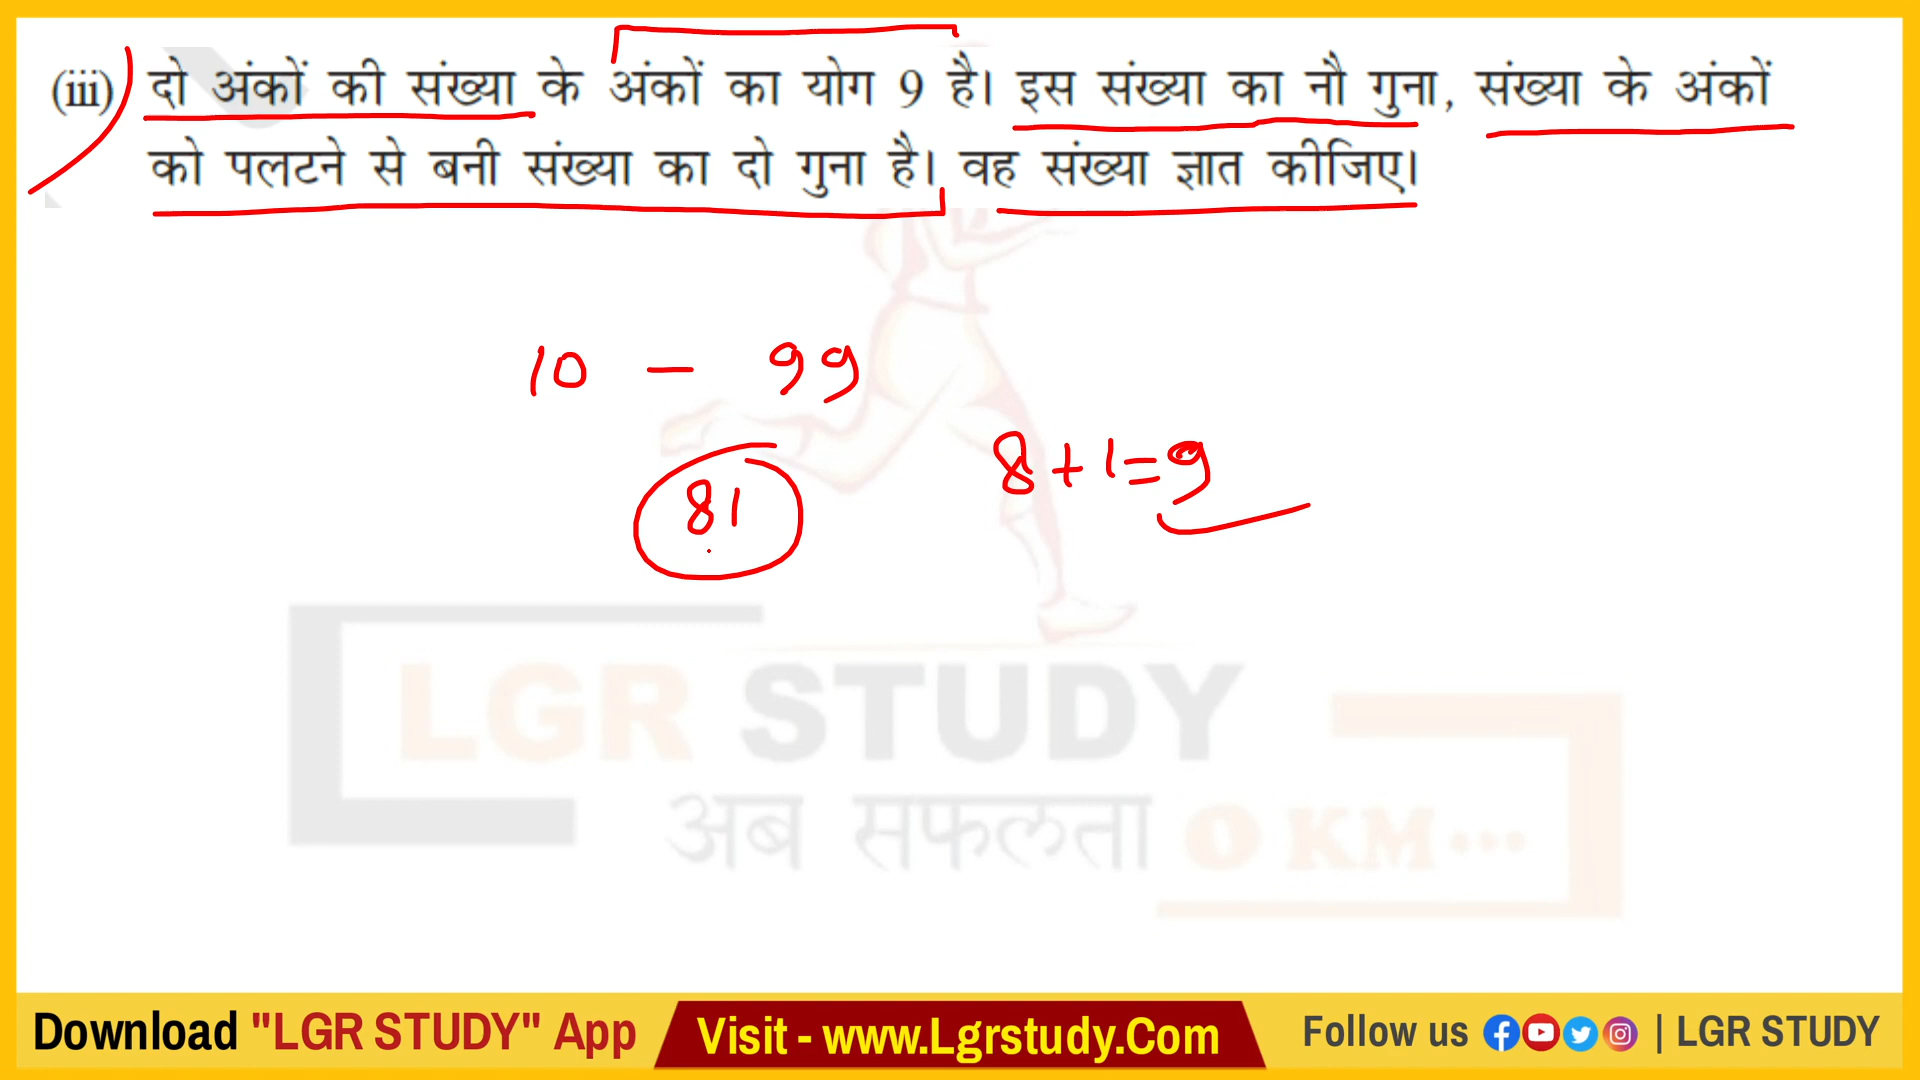 (iii) दो अंकों की संख्या के अंकों का योग 9 है। इस संख्या का नौ गुना, संख्या के अंकों
को पलटने से बनी संख्या का दो गुना है। वह संख्या ज्ञात कीजिए।
10 - 99
8+1=9
81
LGR STUDY
अब सफलता 0 KM...
Download "LGR STUDY" App Visit - www.Lgrstudy.Com Follow us | LGR STUDY